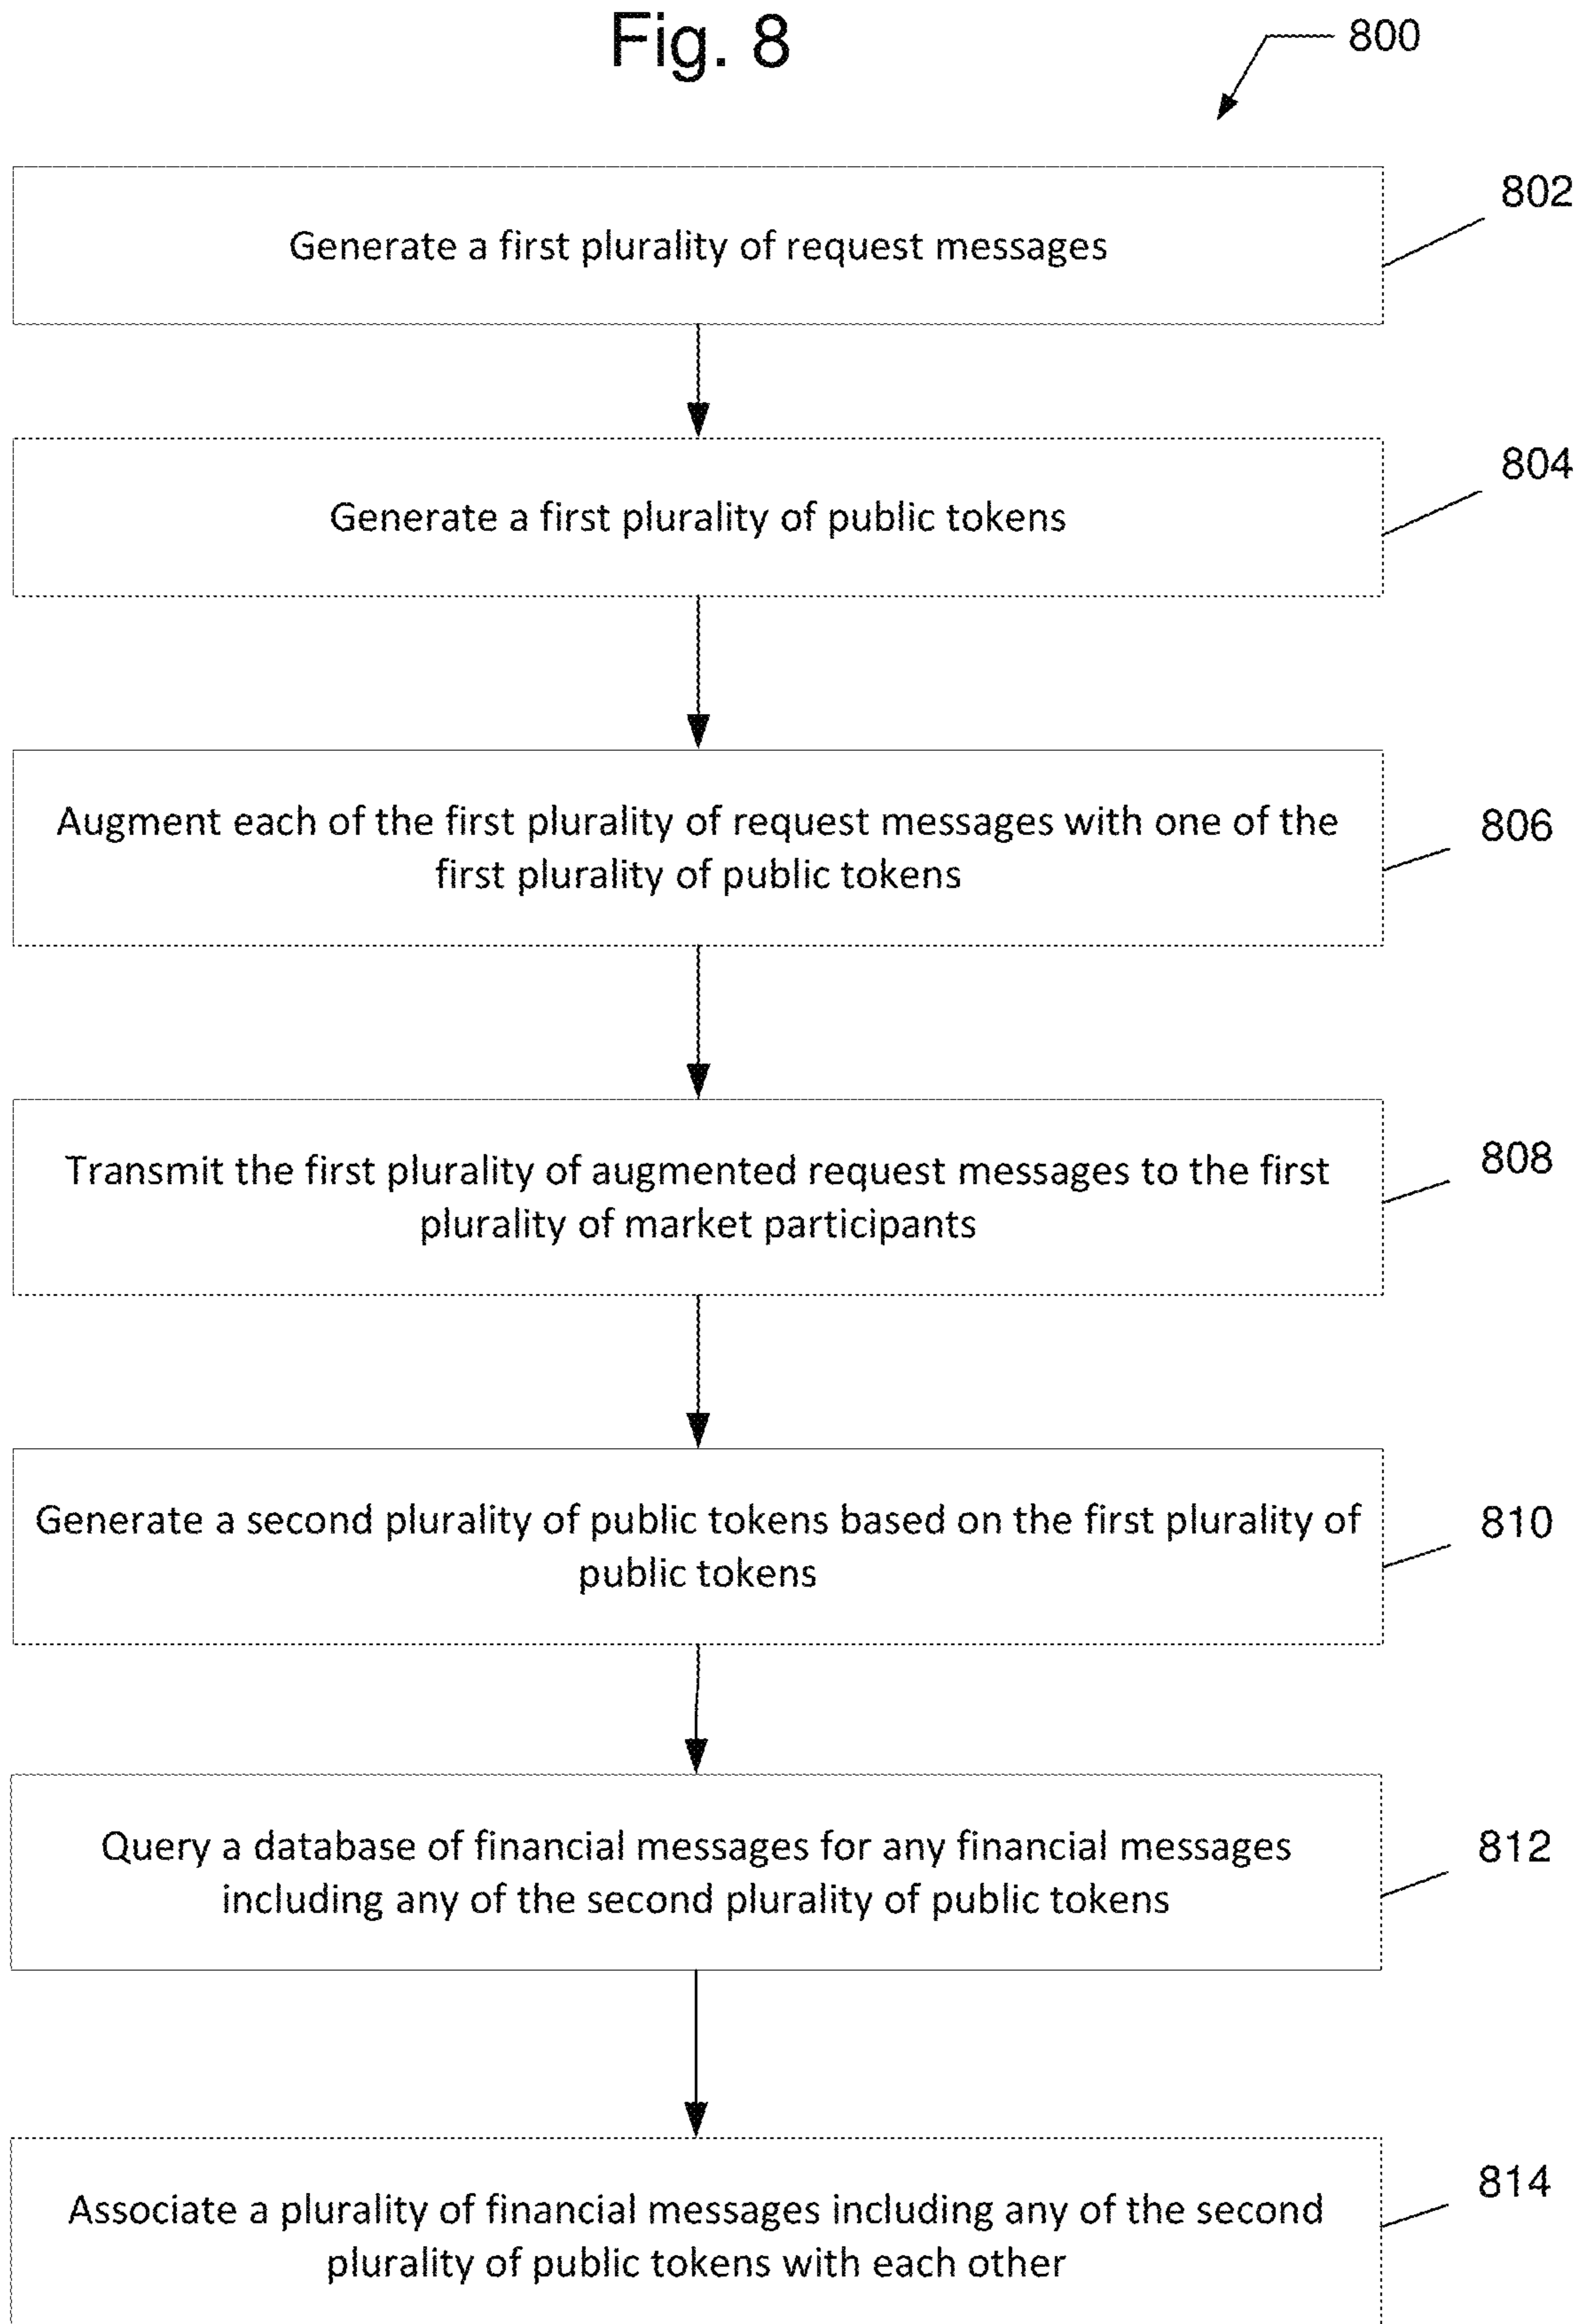 Fig. 8
800
Generate a first plurality of request messages
802
Generate a first plurality of public tokens
804
Augment each of the first plurality of request messages with one of the
first plurality of public tokens
806
Transmit the first plurality of augmented request messages to the first
plurality of market participants
808
Generate a second plurality of public tokens based on the first plurality of
public tokens
810
Query a database of financial messages for any financial messages
including any of the second plurality of public tokens
812
Associate a plurality of financial messages including any of the second
plurality of public tokens with each other
814